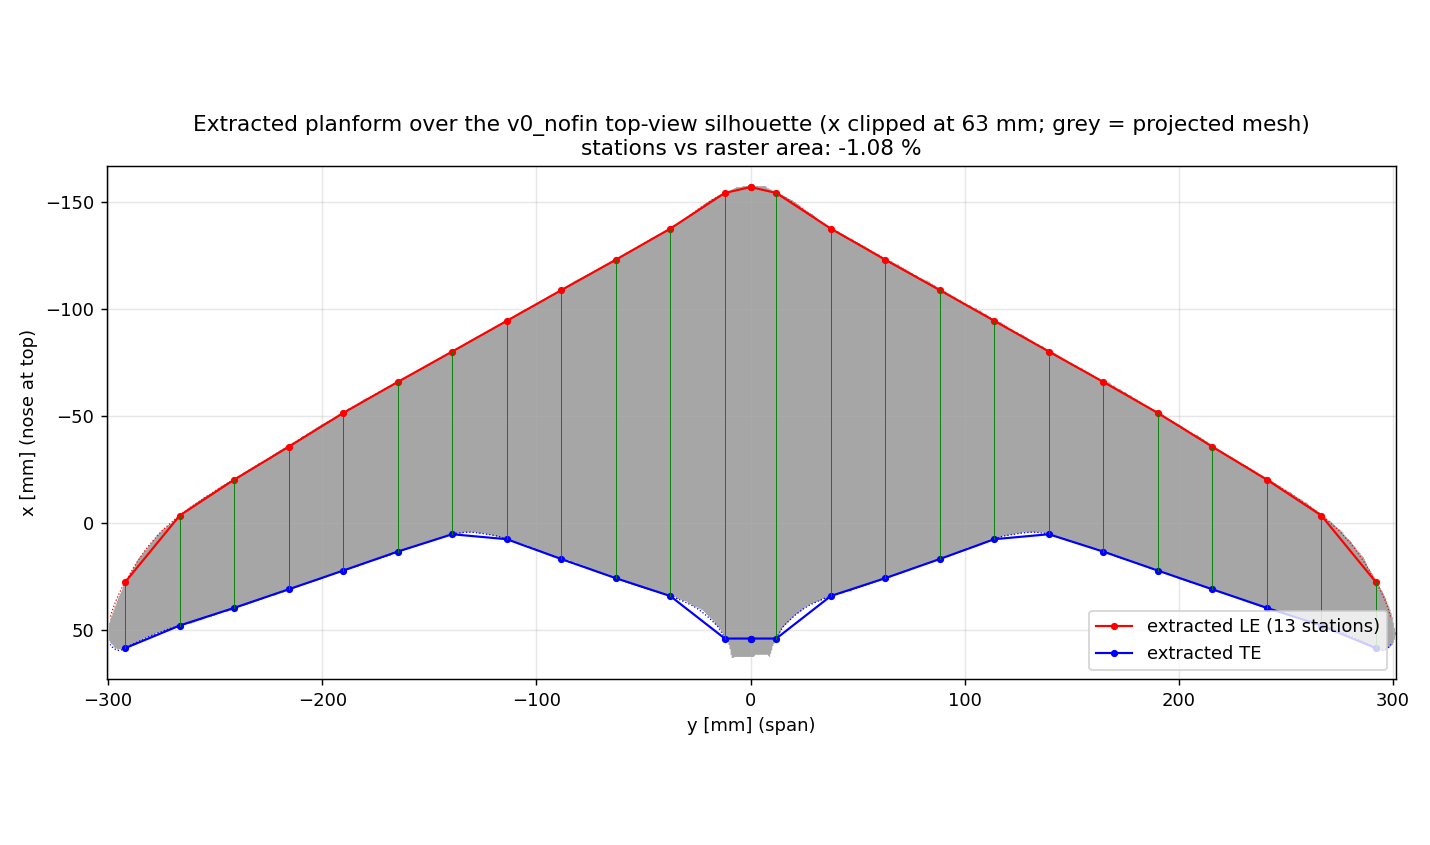 Extracted planform over the v0_nofin top-view silhouette (x clipped at 63 mm; grey = projected mesh)
stations vs raster area: -1.08 %
x [mm] (nose at top)
−150
−100
−50
0
50
extracted LE (13 stations)
extracted TE
−300
−200
−100
0
100
200
300
y [mm] (span)